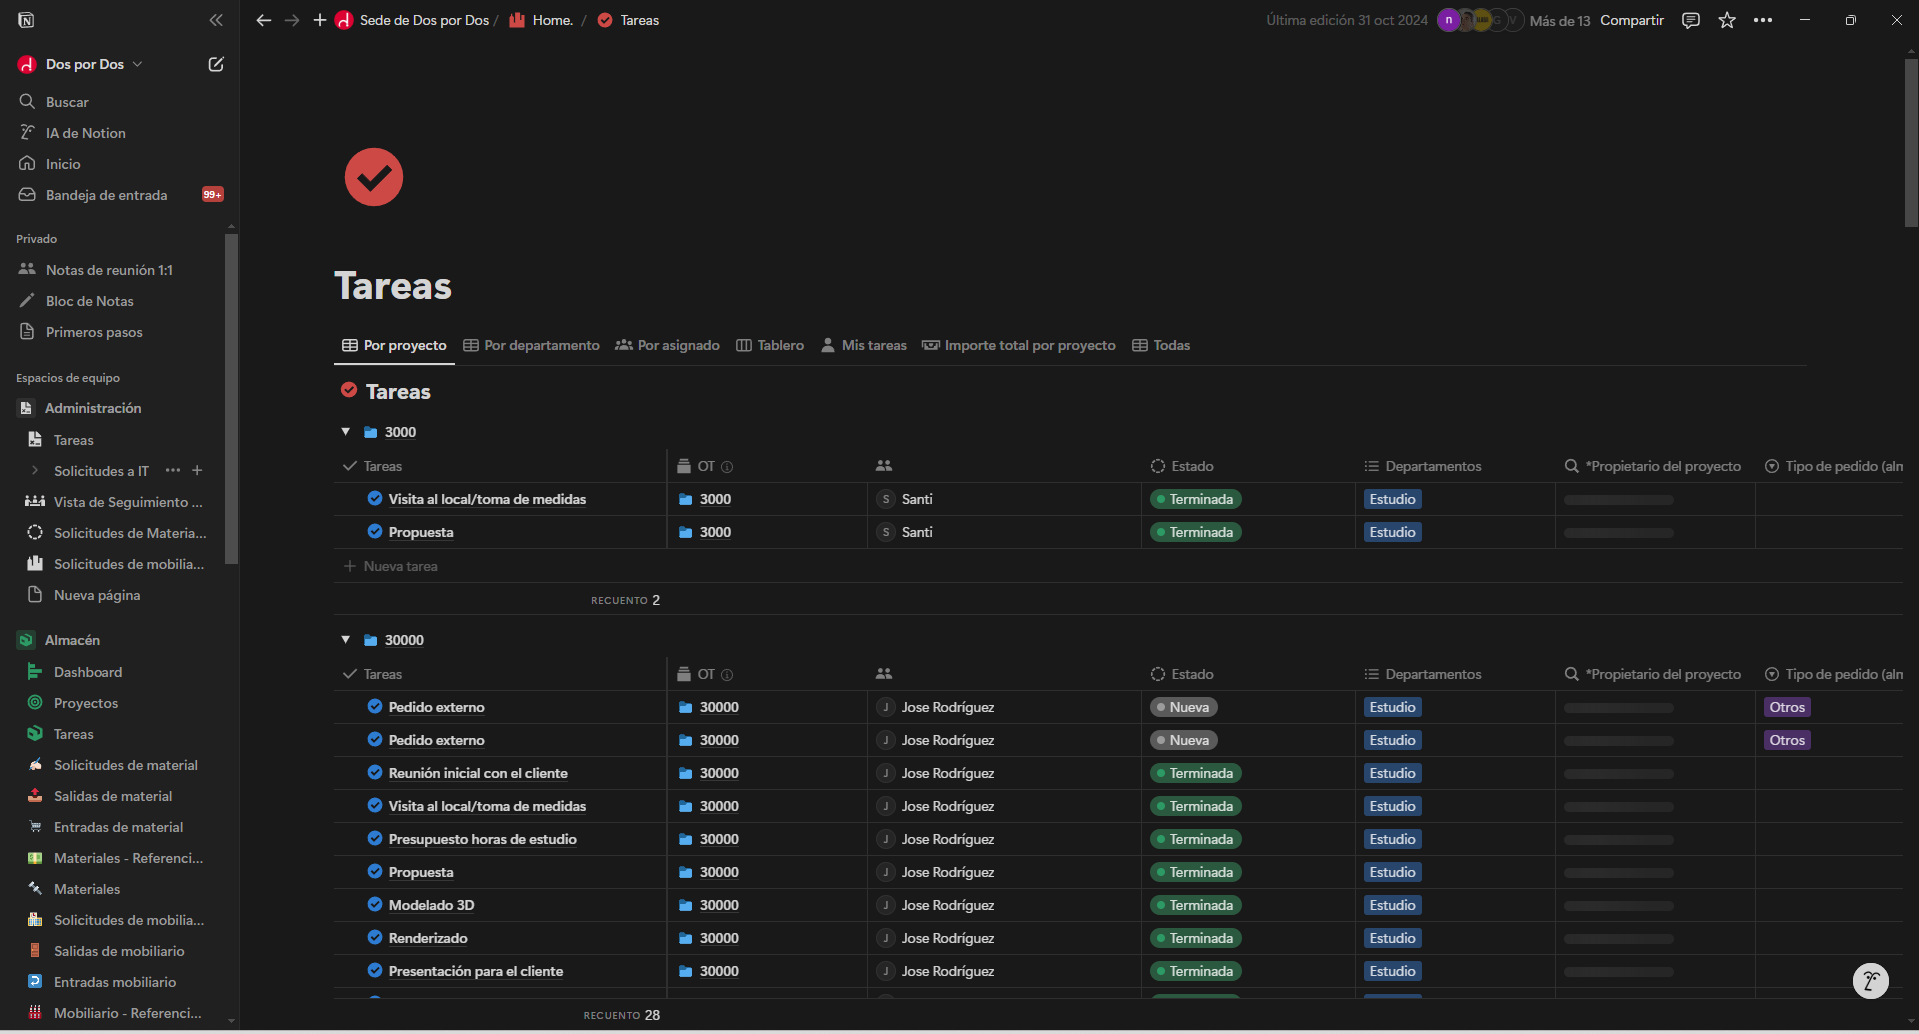 Sede de Dos por Dos / Home. / Tareas
Última edición 31 oct 2024
n
G
V
Más de 13
Compartir
Dos por Dos
Buscar
IA de Notion
Inicio
Bandeja de entrada 99+
Privado
Notas de reunión 1:1
Bloc de Notas
Primeros pasos
Espacios de equipo
Administración
Tareas
Solicitudes a IT
Vista de Seguimiento ...
Solicitudes de Materia...
Solicitudes de mobilia...
Nueva página
Almacén
Dashboard
Proyectos
Tareas
Solicitudes de material
Salidas de material
Entradas de material
Materiales - Referenci...
Materiales
Solicitudes de mobilia...
Salidas de mobiliario
Entradas mobiliario
Mobiliario - Referenci...
Tareas
Por proyecto Por departamento Por asignado Tablero Mis tareas Importe total por proyecto Todas
Tareas
3000
Tareas OT Estado Departamentos *Propietario del proyecto Tipo de pedido (alm
Visita al local/toma de medidas 3000 S Santi Terminada Estudio
Propuesta 3000 S Santi Terminada Estudio
Nueva tarea
RECUENTO 2
30000
Tareas OT Estado Departamentos *Propietario del proyecto Tipo de pedido (alm
Pedido externo 30000 J Jose Rodríguez Nueva Estudio Otros
Pedido externo 30000 J Jose Rodríguez Nueva Estudio Otros
Reunión inicial con el cliente 30000 J Jose Rodríguez Terminada Estudio
Visita al local/toma de medidas 30000 J Jose Rodríguez Terminada Estudio
Presupuesto horas de estudio 30000 J Jose Rodríguez Terminada Estudio
Propuesta 30000 J Jose Rodríguez Terminada Estudio
Modelado 3D 30000 J Jose Rodríguez Terminada Estudio
Renderizado 30000 J Jose Rodríguez Terminada Estudio
Presentación para el cliente 30000 J Jose Rodríguez Terminada Estudio
RECUENTO 28